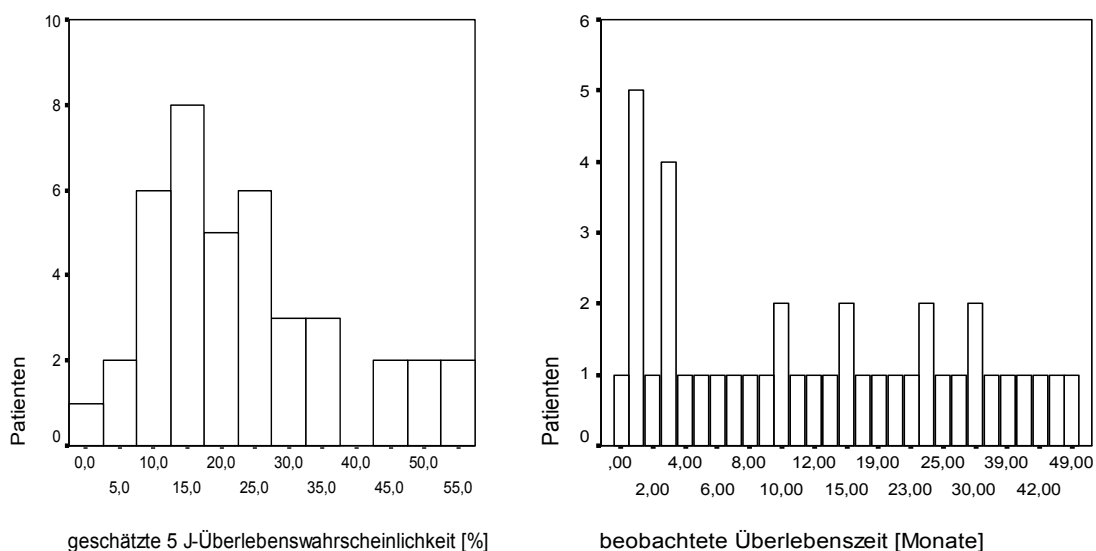 10
8
6
4
2
0
Patienten
0,0 10,0 20,0 30,0 40,0 50,0
5,0 15,0 25,0 35,0 45,0 55,0
geschätzte 5 J-Überlebenswahrscheinlichkeit [%]
6
5
4
3
2
1
0
Patienten
,00 4,00 8,00 12,00 19,00 25,00 39,00 49,00
2,00 6,00 10,00 15,00 23,00 30,00 42,00
beobachtete Überlebenszeit [Monate]